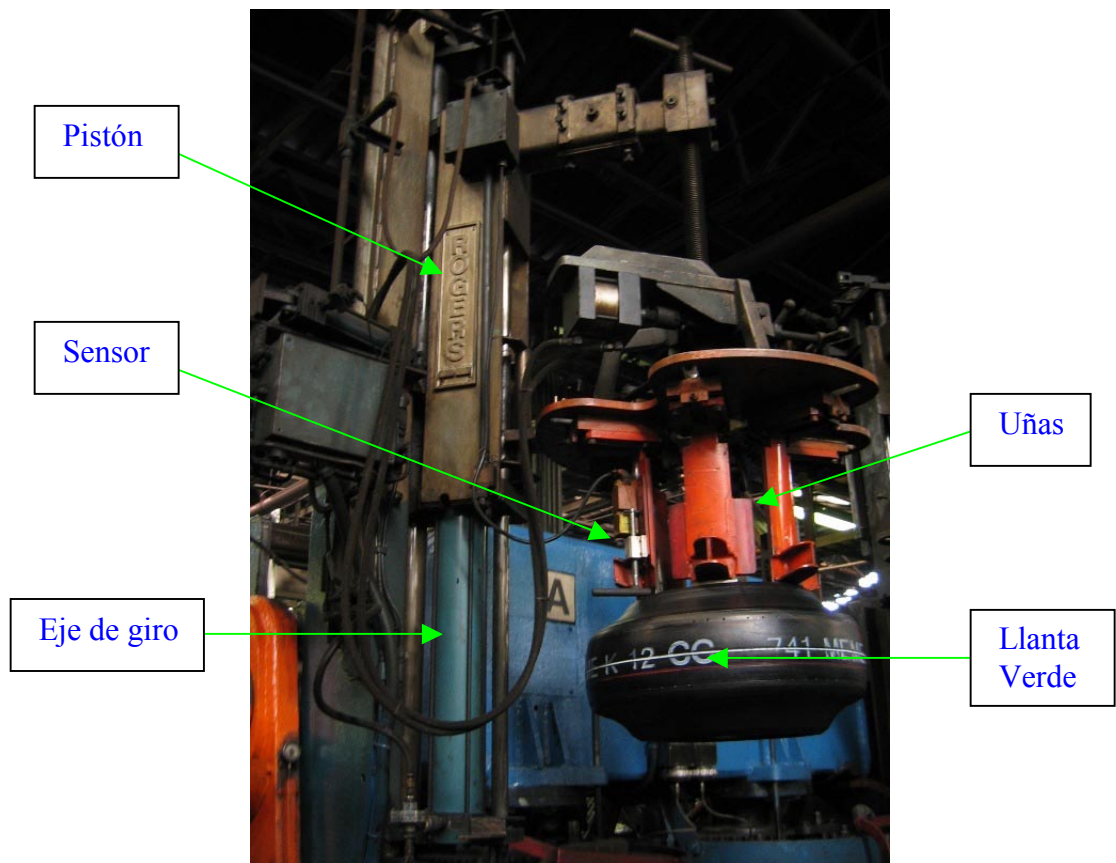 Pistón
ROGERS
Sensor
Uñas
A
Eje de giro
K 12 CC 741
Llanta
Verde